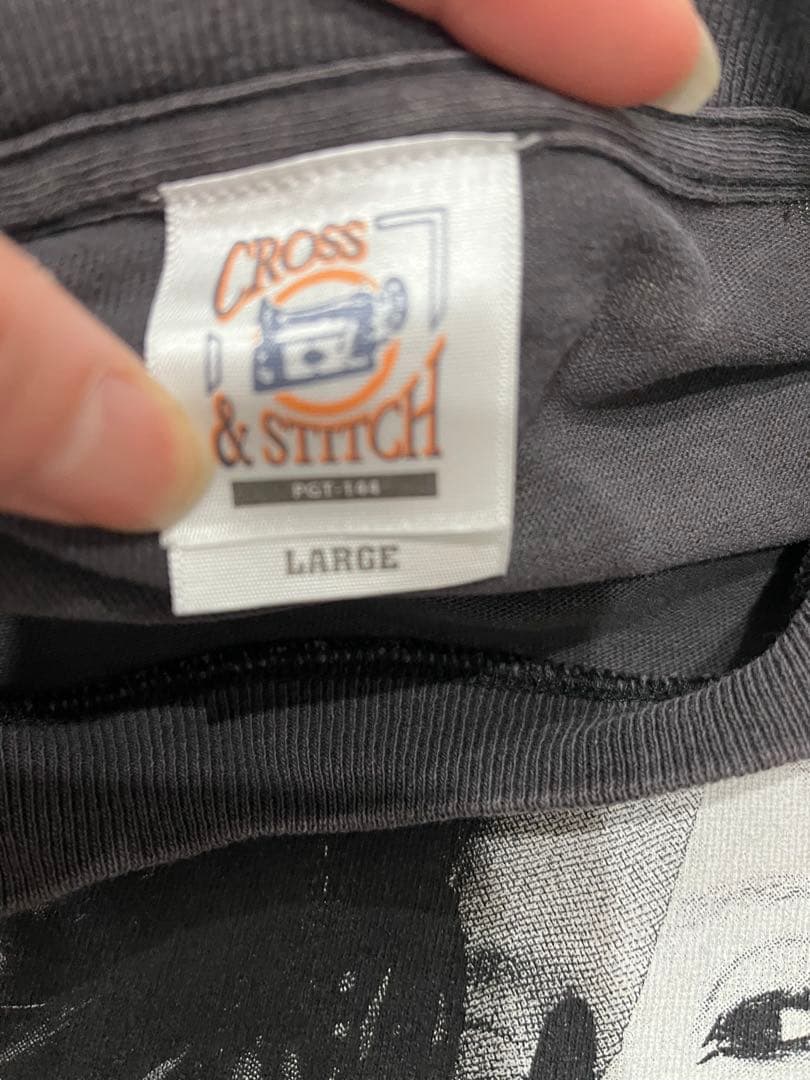 CROSS
& STITCH
PGT-144
LARGE